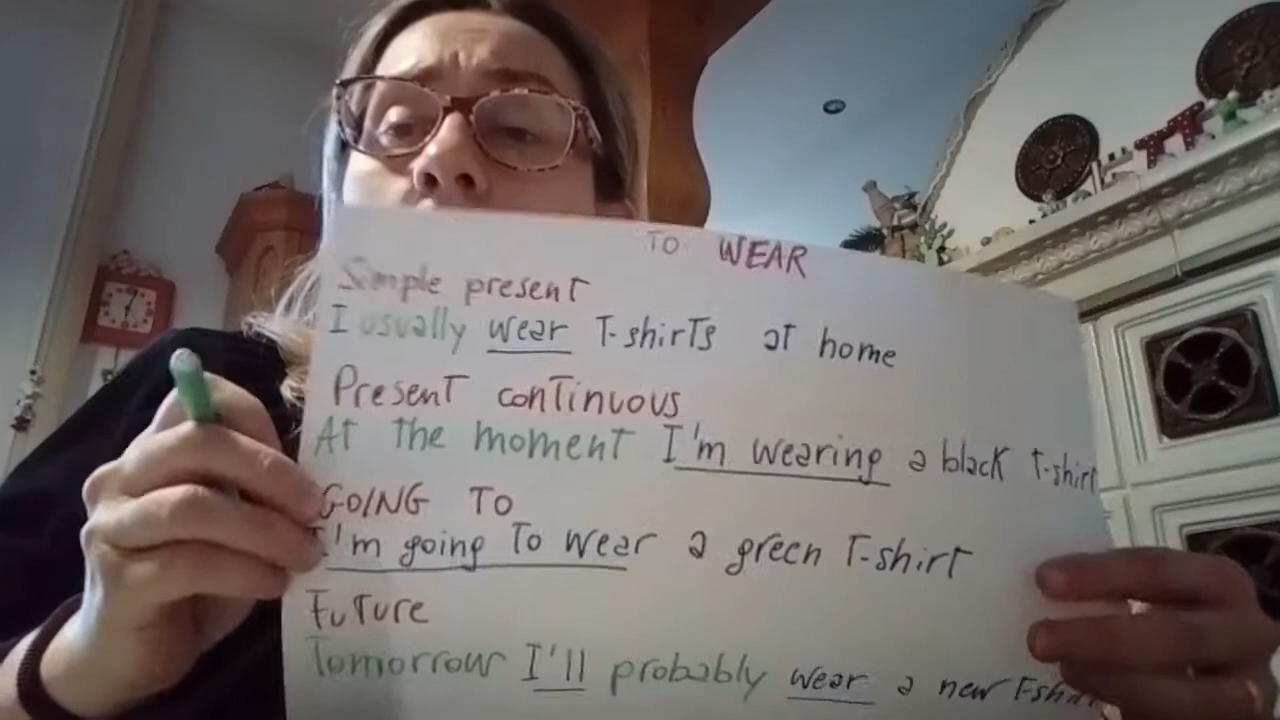 TO WEAR
Simple present
I usually wear T-shirts at home
Present continuous
At the moment I'm wearing a black T-shirt
GOING TO
I'm going to wear a green T-shirt
Future
Tomorrow I'll probably wear a new T-shirt